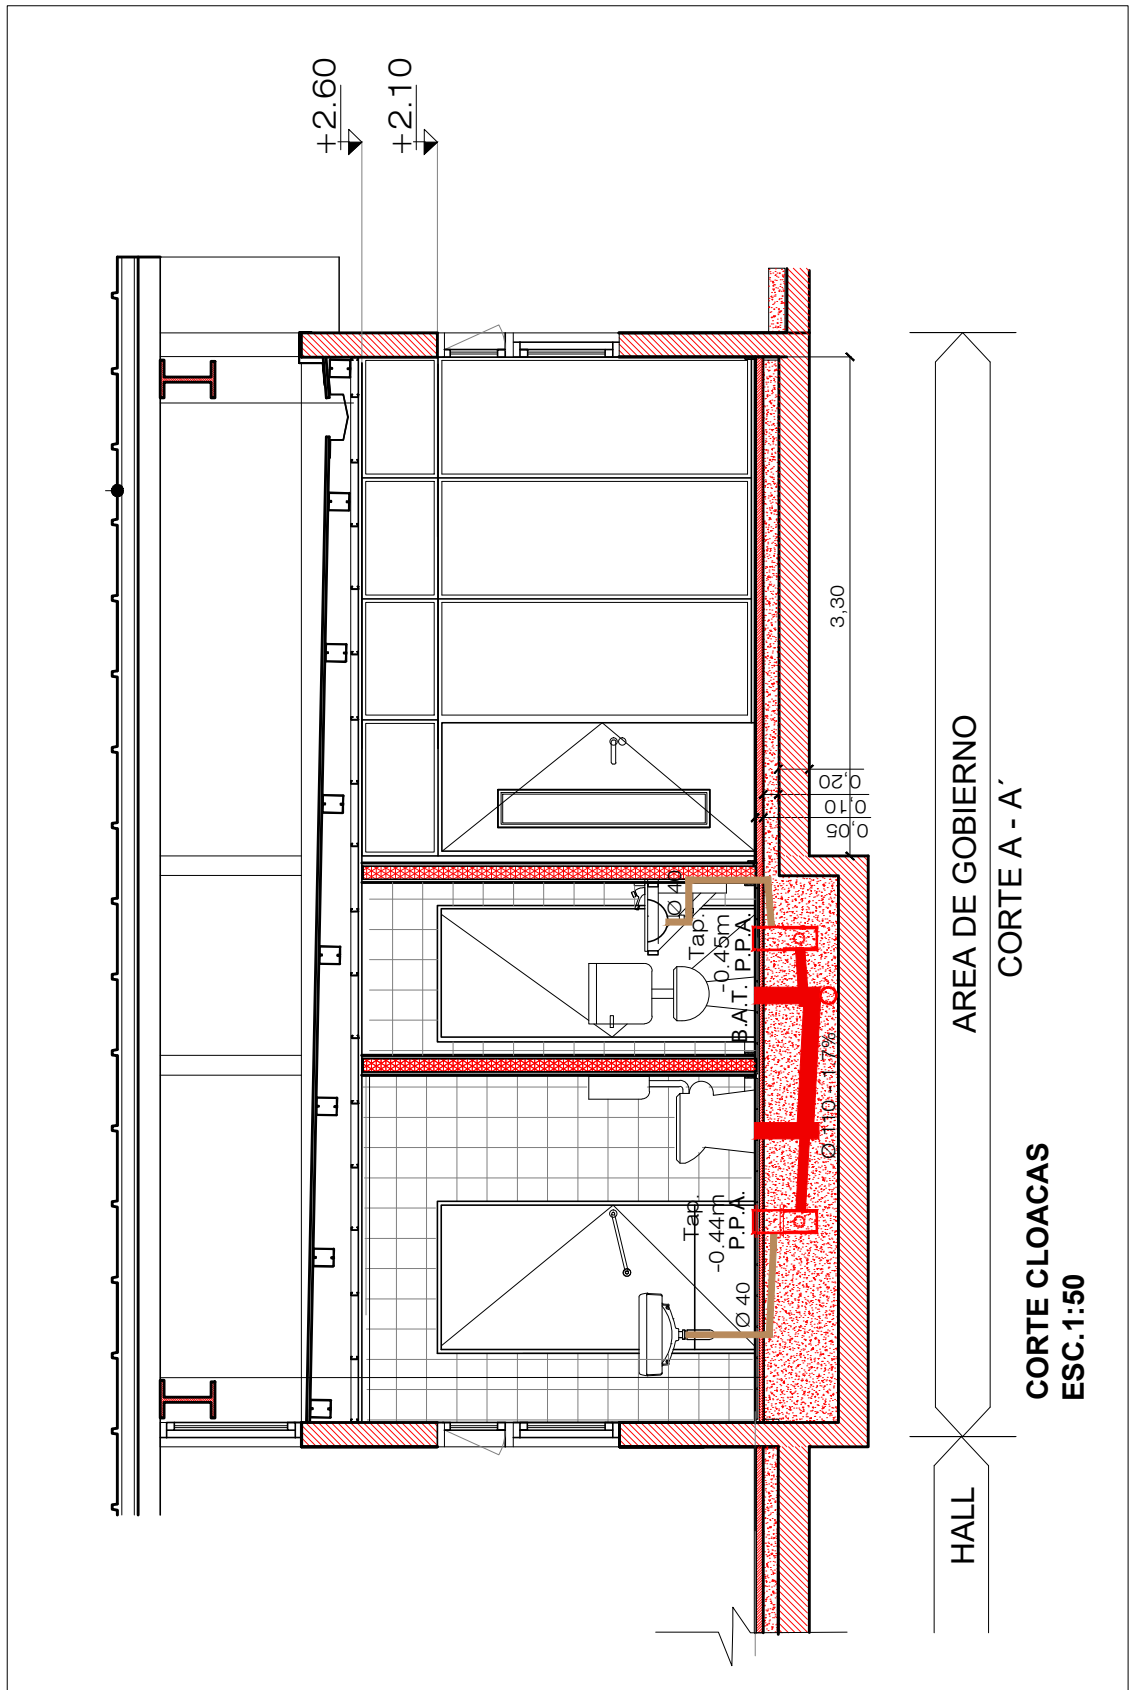 +2.60
+2.10
3,30
0,20
0,10
0,05
Ø 40
Tap.
-0.45m
B.A.T. P.P.A.
Ø 110 - 1.7%
Tap.
-0.44m
P.P.A.
Ø 40
AREA DE GOBIERNO
CORTE A - A´
HALL
CORTE CLOACAS
ESC.1:50